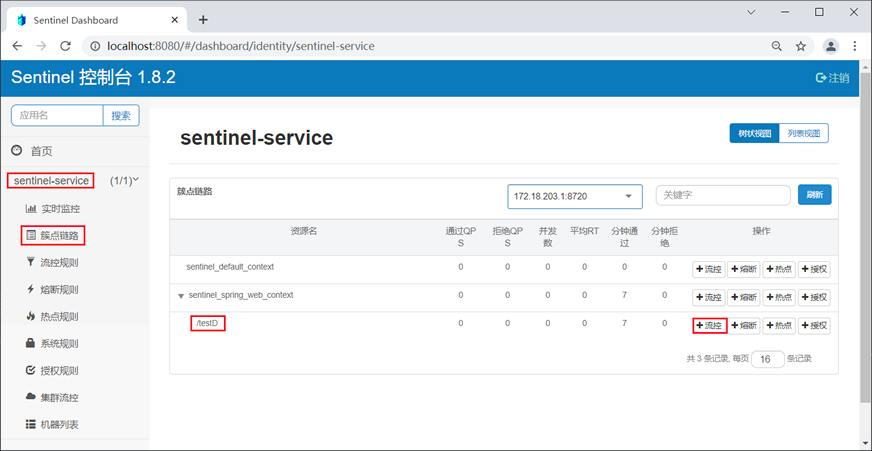 Sentinel Dashboard
localhost:8080/#/dashboard/identity/sentinel-service
Sentinel 控制台 1.8.2
注销
应用名
搜索
首页
sentinel-service (1/1)
实时监控
簇点链路
流控规则
熔断规则
热点规则
系统规则
授权规则
集群流控
机器列表
sentinel-service
树状视图 列表视图
簇点链路
172.18.203.1:8720
关键字
刷新
资源名 通过QPS 拒绝QPS 并发数 平均RT 分钟通过 分钟拒绝 操作
sentinel_default_context 0 0 0 0 0 0 +流控 +熔断 +热点 +授权
sentinel_spring_web_context 0 0 0 0 7 0 +流控 +熔断 +热点 +授权
/testD 0 0 0 0 7 0 +流控 +熔断 +热点 +授权
共 3 条记录, 每页 16 条记录